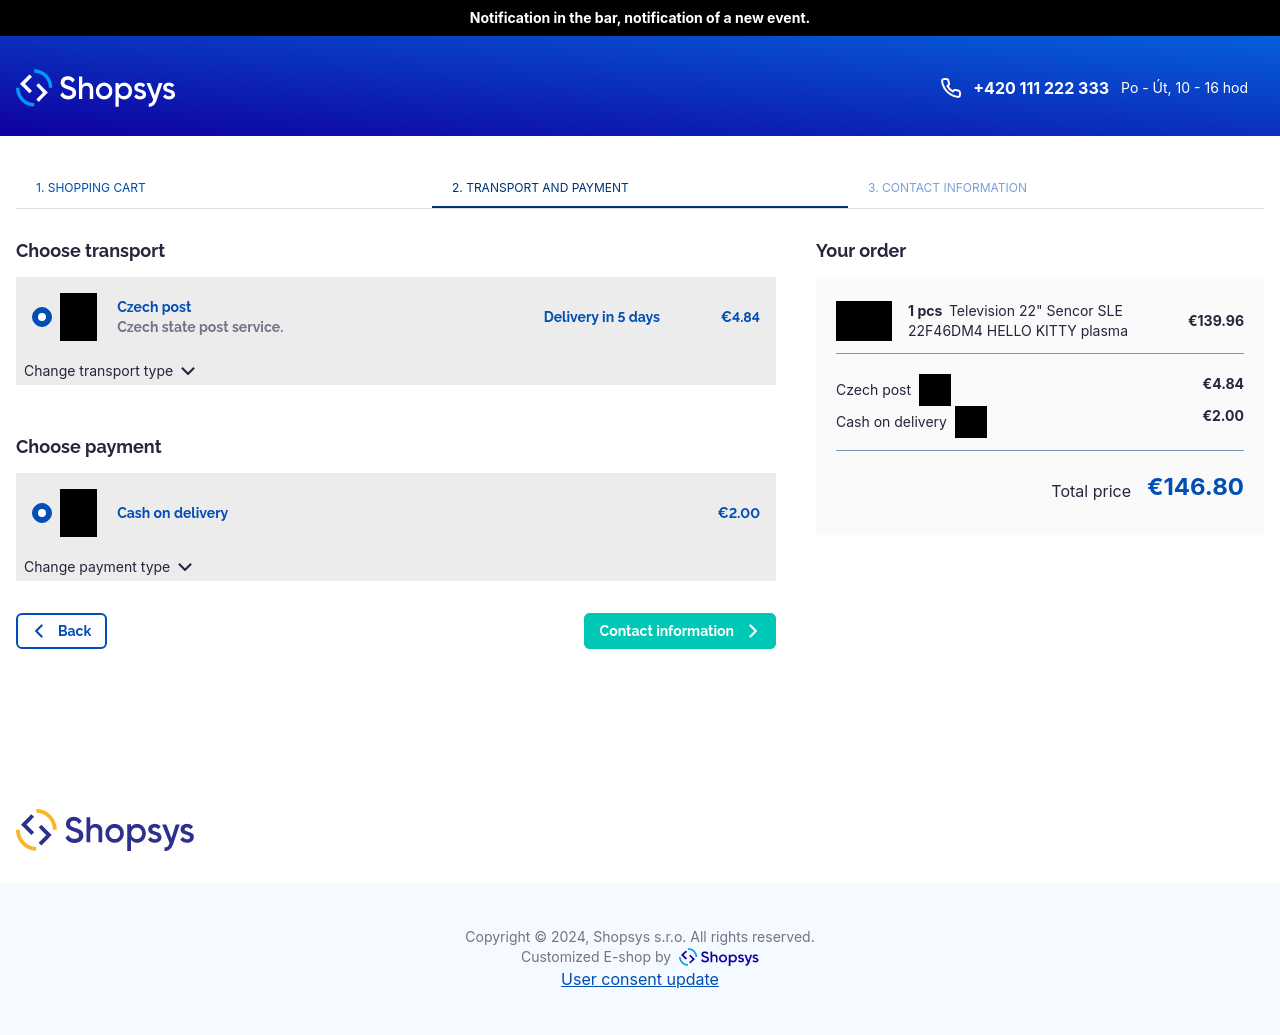 Notification in the bar, notification of a new event.
Shopsys
+420 111 222 333 Po - Út, 10 - 16 hod
1. SHOPPING CART
2. TRANSPORT AND PAYMENT
3. CONTACT INFORMATION
Choose transport
Czech post
Czech state post service.
Delivery in 5 days
€4.84
Change transport type
Choose payment
Cash on delivery
€2.00
Change payment type
Back
Contact information
Your order
1 pcs Television 22" Sencor SLE
22F46DM4 HELLO KITTY plasma
€139.96
Czech post
€4.84
Cash on delivery
€2.00
Total price €146.80
Shopsys
Copyright © 2024, Shopsys s.r.o. All rights reserved.
Customized E-shop by Shopsys
User consent update